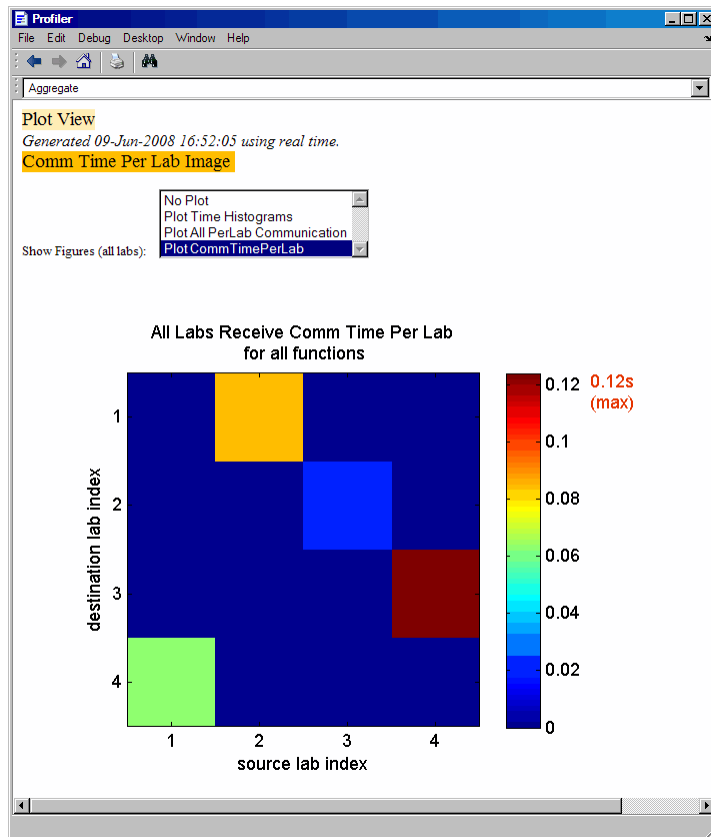 Profiler
File Edit Debug Desktop Window Help
Aggregate
Plot View
Generated 09-Jun-2008 16:52:05 using real time.
Comm Time Per Lab Image
No Plot
Plot Time Histograms
Plot All PerLab Communication
Show Figures (all labs): Plot CommTimePerLab
All Labs Receive Comm Time Per Lab
for all functions
0.12 0.12s
(max)
1
0.1
0.08
2
0.06
destination lab index
3
0.04
0.02
4
0
1 2 3 4
source lab index